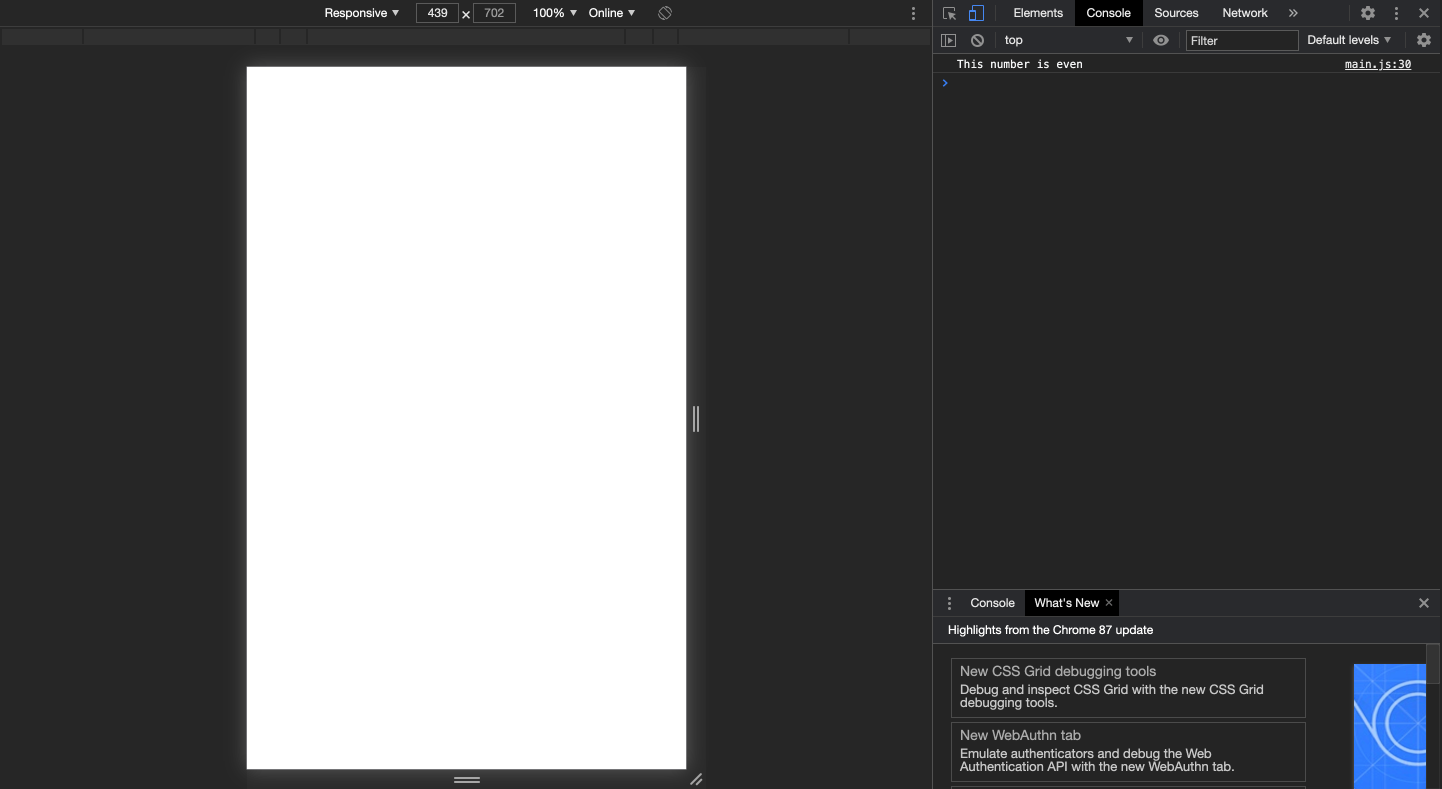 Responsive 439 × 702 100% Online
Elements Console Sources Network »
top Filter Default levels
This number is even main.js:30
Console What's New ×
Highlights from the Chrome 87 update
New CSS Grid debugging tools
Debug and inspect CSS Grid with the new CSS Grid
debugging tools.
New WebAuthn tab
Emulate authenticators and debug the Web
Authentication API with the new WebAuthn tab.